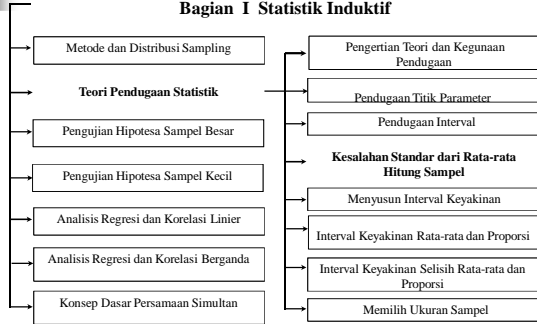 Bagian I Statistik Induktif
Metode dan Distribusi Sampling
Teori Pendugaan Statistik
Pengujian Hipotesa Sampel Besar
Pengujian Hipotesa Sampel Kecil
Analisis Regresi dan Korelasi Linier
Analisis Regresi dan Korelasi Berganda
Konsep Dasar Persamaan Simultan
Pengertian Teori dan Kegunaan
Pendugaan
Pendugaan Titik Parameter
Pendugaan Interval
Kesalahan Standar dari Rata-rata
Hitung Sampel
Menyusun Interval Keyakinan
Interval Keyakinan Rata-rata dan Proporsi
Interval Keyakinan Selisih Rata-rata dan
Proporsi
Memilih Ukuran Sampel